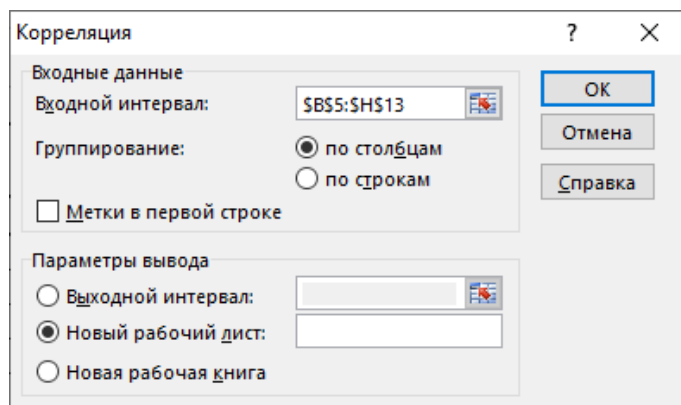 Корреляция ?
Входные данные
Входной интервал: $B$5:$H$13
Группирование: по столбцам
по строкам
Метки в первой строке
ОК
Отмена
Справка
Параметры вывода
Выходной интервал:
Новый рабочий лист:
Новая рабочая книга